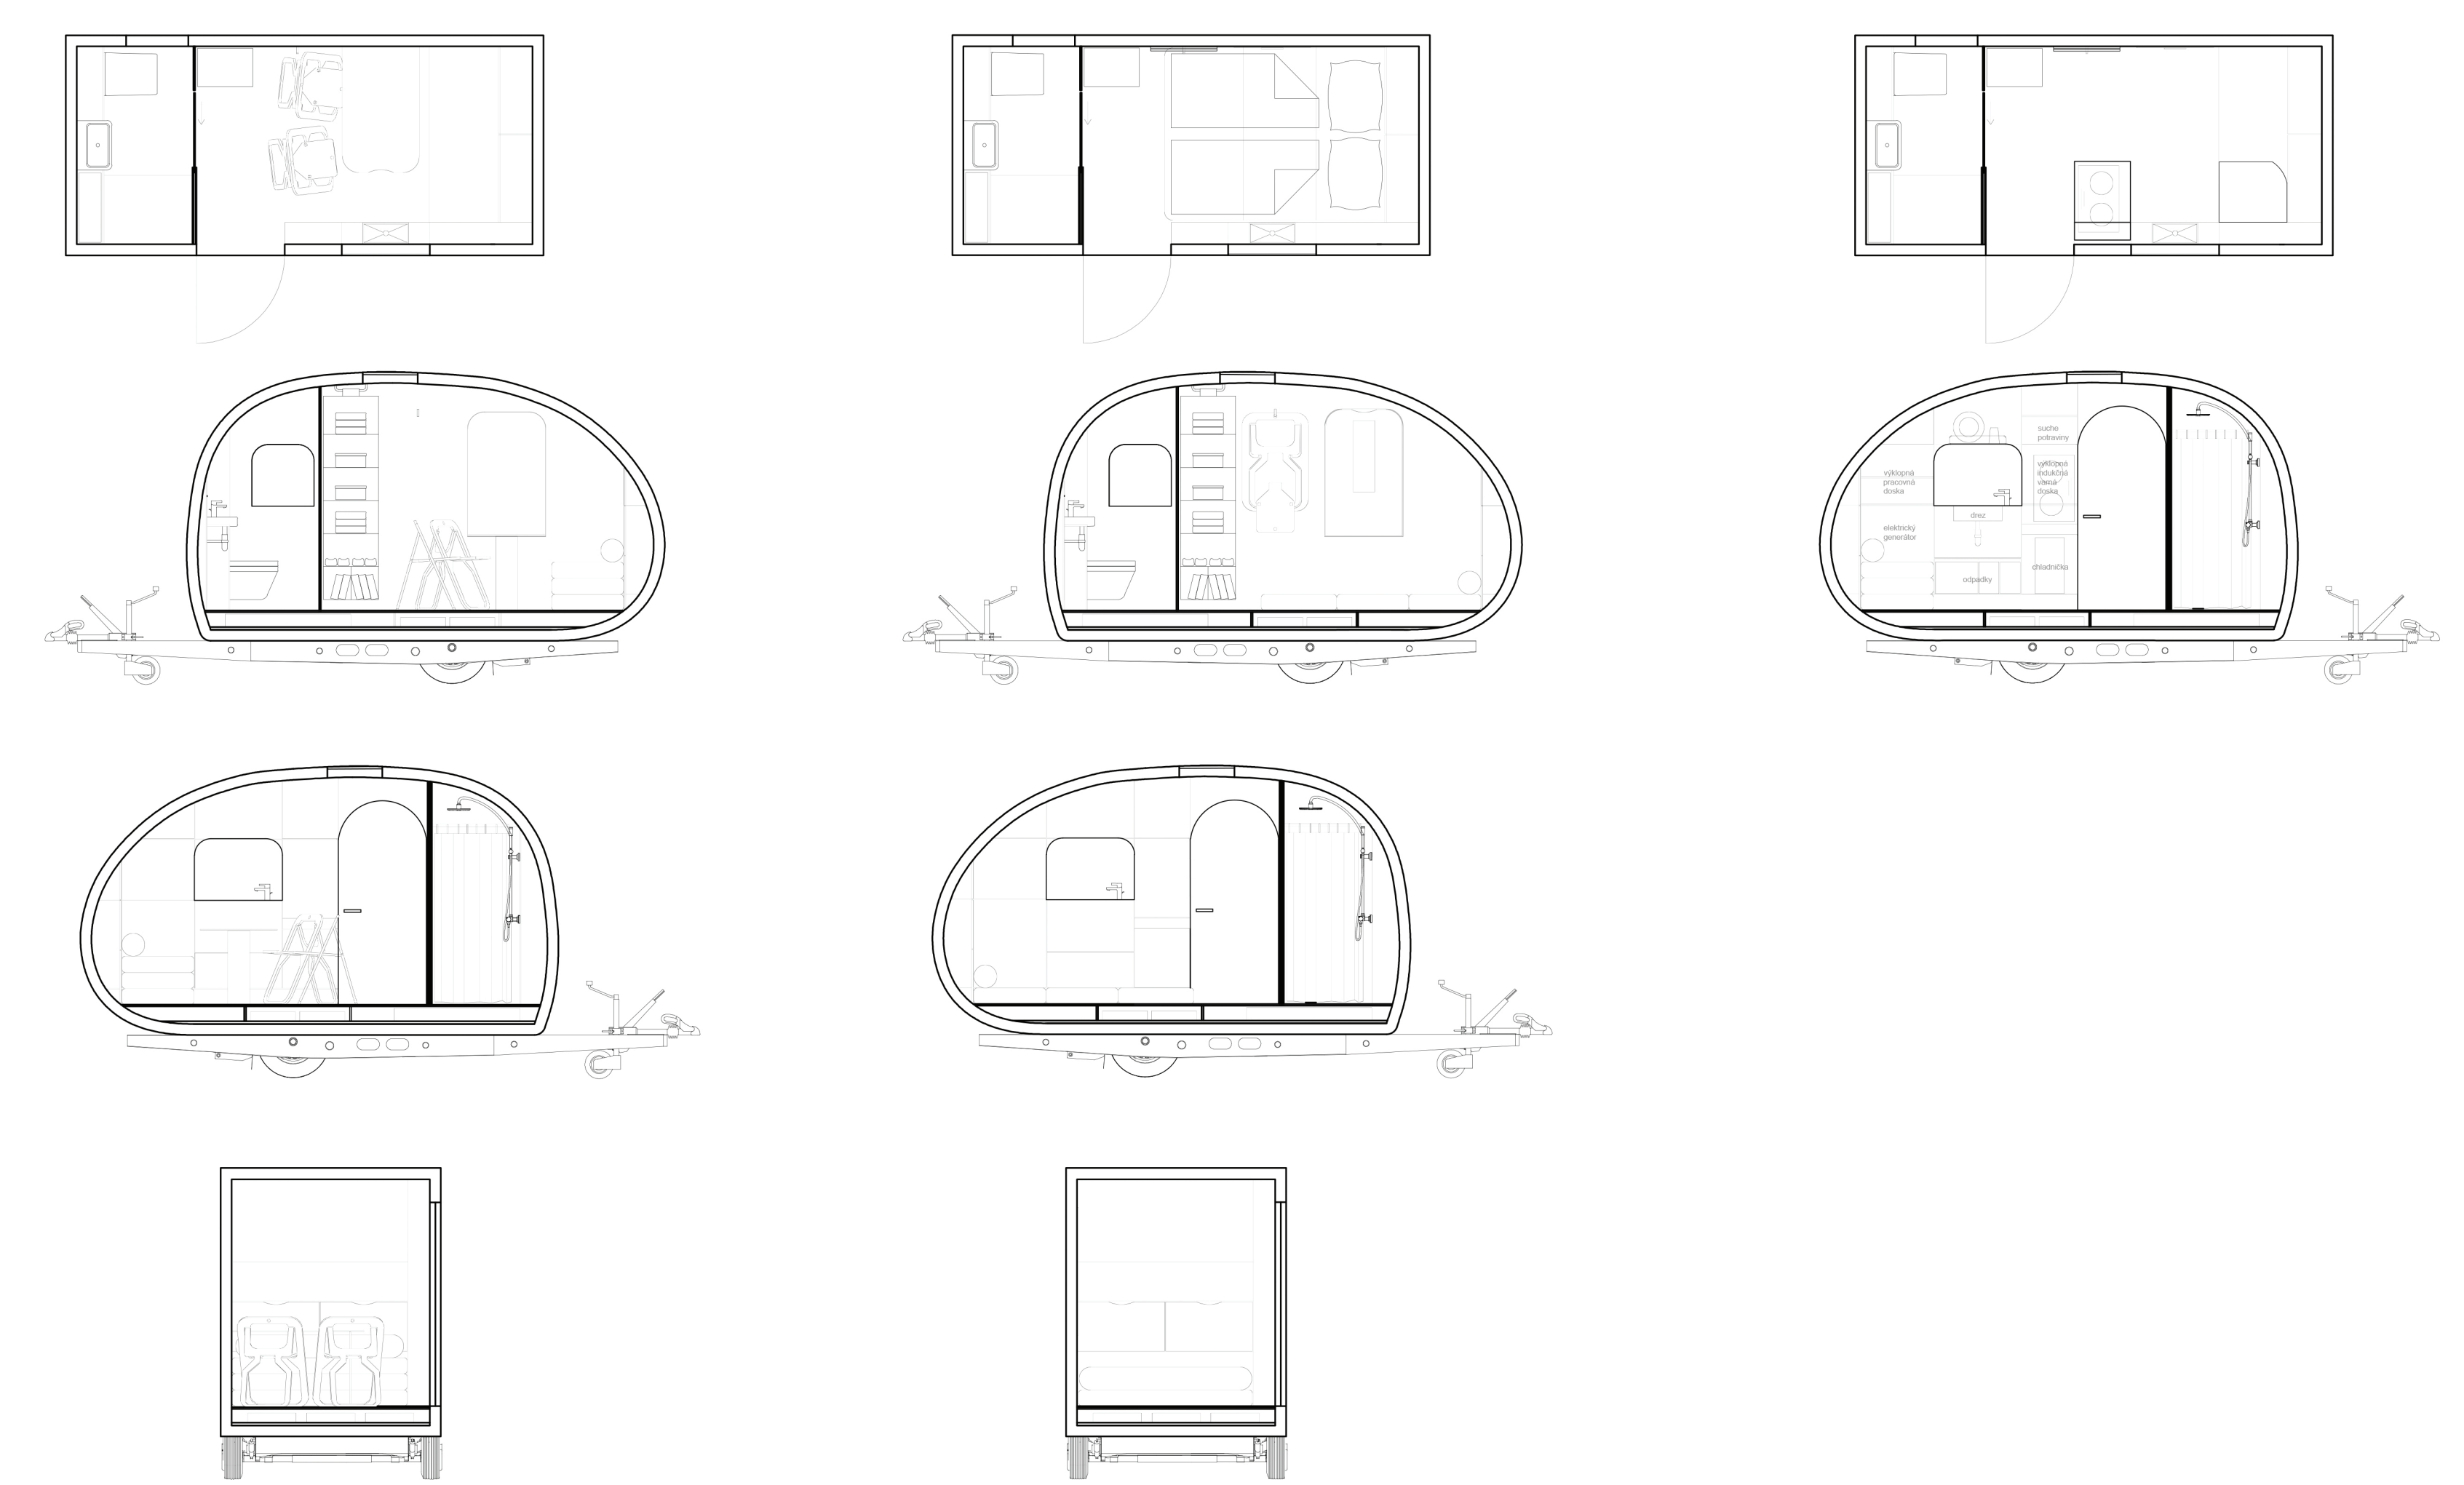 suche
potraviny
výklopná
pracovná
doska
výklopná
indukčná
varná
doska
drez
elektrický
generátor
chladnička
odpadky